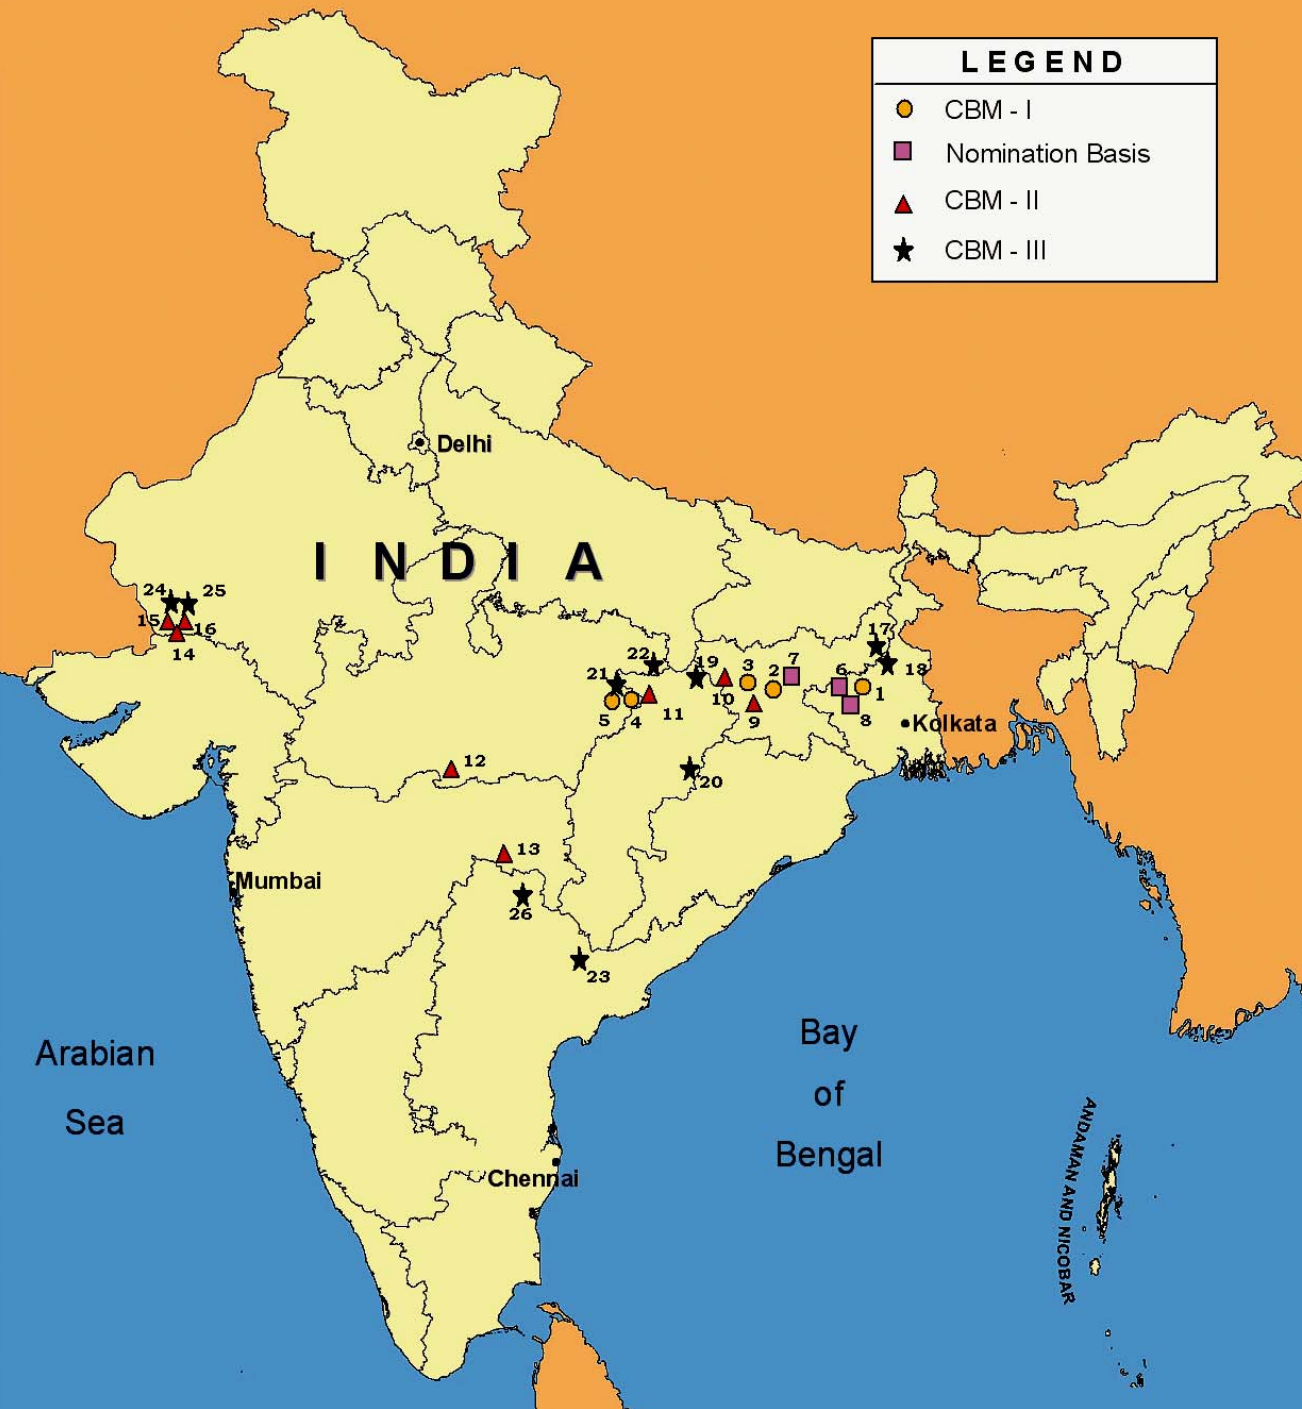 LEGEND
CBM - I
Nomination Basis
CBM - II
CBM - III
Delhi
INDIA
24
25
15
16
14
17
22
19
3
2
7
6
18
21
10
1
5
4
11
9
8
Kolkata
12
20
13
Mumbai
26
23
Arabian
Sea
Bay
of
Bengal
ANDAMAN AND NICOBAR
Chennai